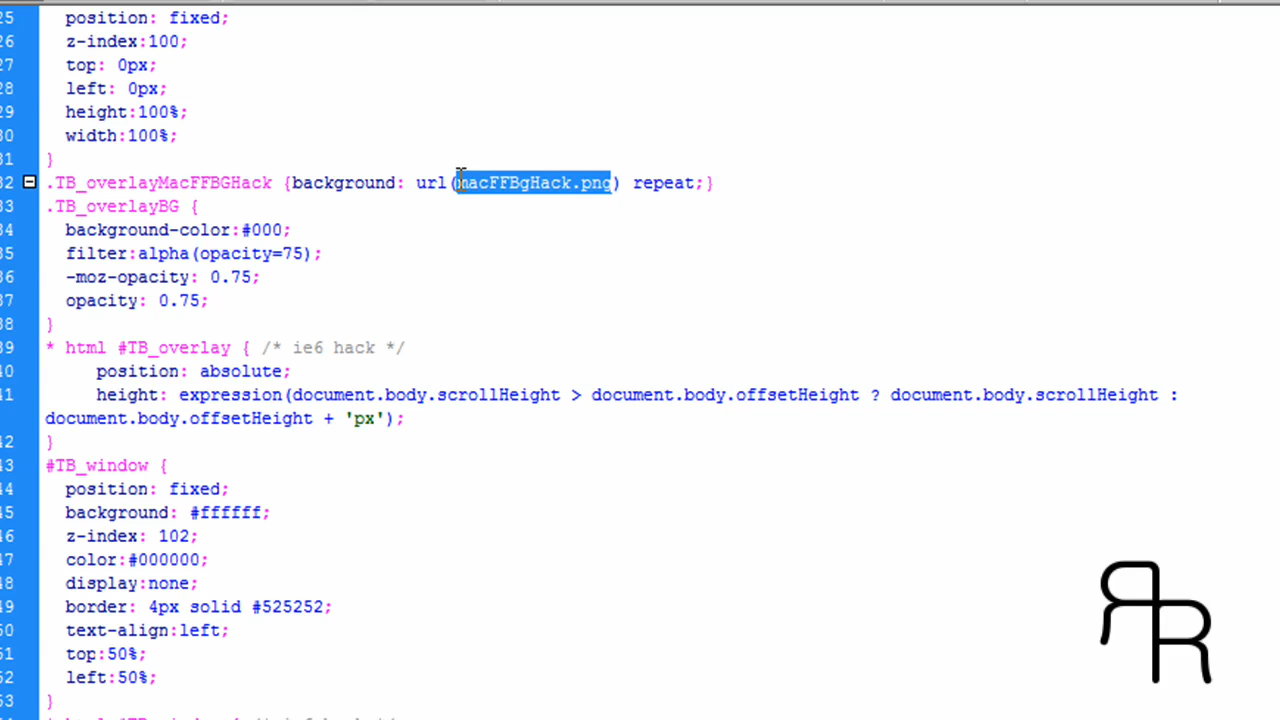 25 position: fixed;
26 z-index:100;
27 top: 0px;
28 left: 0px;
29 height:100%;
30 width:100%;
31 }
32 .TB_overlayMacFFBGHack {background: url(macFFBgHack.png) repeat;}
33 .TB_overlayBG {
34 background-color:#000;
35 filter:alpha(opacity=75);
36 -moz-opacity: 0.75;
37 opacity: 0.75;
38 }
39 * html #TB_overlay { /* ie6 hack */
40 position: absolute;
41 height: expression(document.body.scrollHeight > document.body.offsetHeight ? document.body.scrollHeight :
document.body.offsetHeight + 'px');
42 }
43 #TB_window {
44 position: fixed;
45 background: #ffffff;
46 z-index: 102;
47 color:#000000;
48 display:none;
49 border: 4px solid #525252;
50 text-align:left;
51 top:50%;
52 left:50%;
53 }
RR